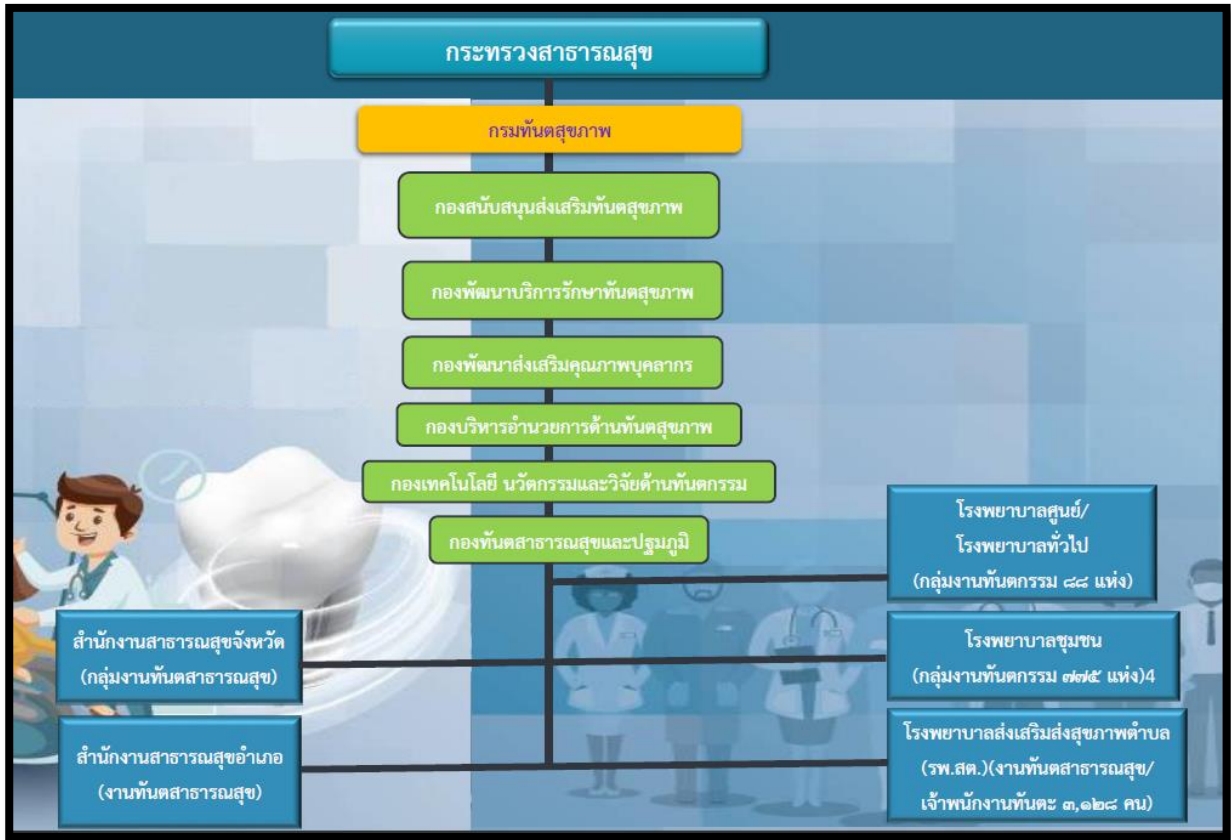 กระทรวงสาธารณสุข
กรมทันตสุขภาพ
กองสนับสนุนส่งเสริมทันตสุขภาพ
กองพัฒนาบริการรักษาทันตสุขภาพ
กองพัฒนาส่งเสริมคุณภาพบุคลากร
กองบริหารอำนวยการด้านทันตสุขภาพ
กองเทคโนโลยี นวัตกรรมและวิจัยด้านทันตกรรม
กองทันตสาธารณสุขและปฐมภูมิ
โรงพยาบาลศูนย์/
โรงพยาบาลทั่วไป
(กลุ่มงานทันตกรรม ๘๘ แห่ง)
สำนักงานสาธารณสุขจังหวัด
(กลุ่มงานทันตสาธารณสุข)
โรงพยาบาลชุมชน
(กลุ่มงานทันตกรรม ๗๗๕ แห่ง)4
สำนักงานสาธารณสุขอำเภอ
(งานทันตสาธารณสุข)
โรงพยาบาลส่งเสริมส่งสุขภาพตำบล
(รพ.สต.)(งานทันตสาธารณสุข/
เจ้าพนักงานทันตะ ๓,๑๒๘ คน)